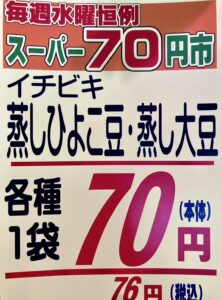 毎週水曜恒例
スーパー70円市
イチビキ
蒸しひよこ豆・蒸し大豆
各種
1袋
70円
(本体)
76円(税込)